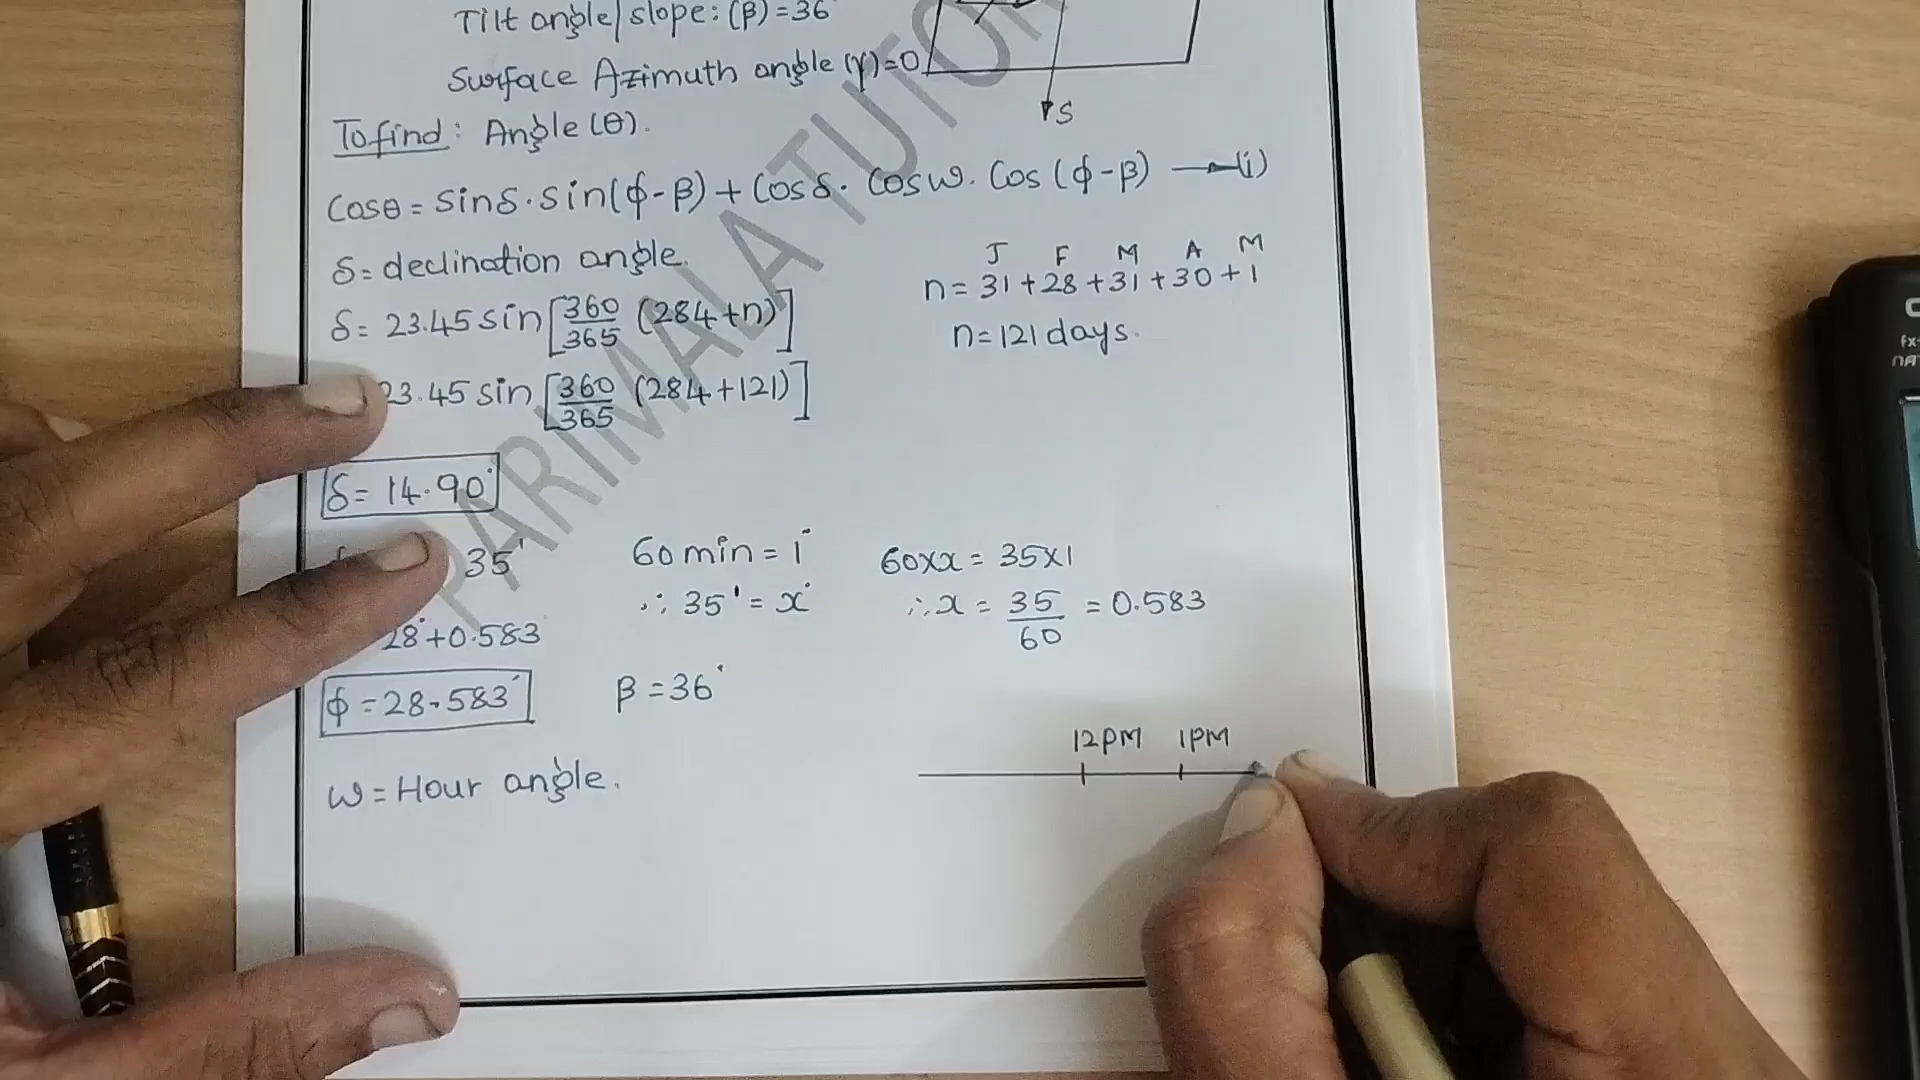 Tilt angle/slope: (β)=36°
Surface Azimuth angle (γ)=0
S
To find: Angle (θ).
Cosθ = sinδ·sin(ϕ-β) + Cosδ· Cosω. Cos(ϕ-β) → (i)
δ= declination angle.
J F M A M
n= 31+28+31+30+1
δ= 23.45 sin[360/365 (284+n)]
n=121 days.
23.45 sin[360/365 (284+121)]
δ= 14.90°
35'
60 min = 1°
60×x = 35×1
∴ 35' = x°
∴x = 35/60 = 0.583
28°+0.583
ϕ=28.583°
β=36°
12PM 1PM
ω = Hour angle.
PARIMALA TUTOR